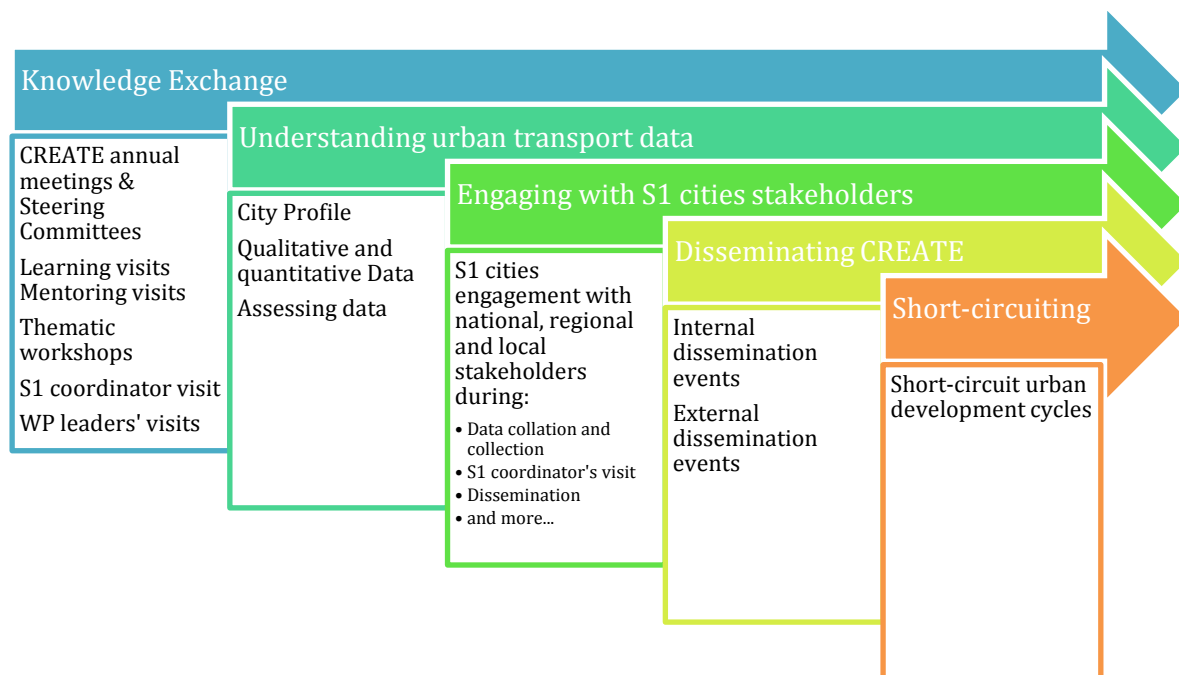 Knowledge Exchange
CREATE annual
meetings &
Steering
Committees
Learning visits
Mentoring visits
Thematic
workshops
S1 coordinator visit
WP leaders' visits
Understanding urban transport data
City Profile
Qualitative and
quantitative Data
Assessing data
Engaging with S1 cities stakeholders
S1 cities
engagement with
national, regional
and local
stakeholders
during:
• Data collation and
collection
• S1 coordinator's visit
• Dissemination
• and more...
Disseminating CREATE
Internal
dissemination
events
External
dissemination
events
Short-circuiting
Short-circuit urban
development cycles